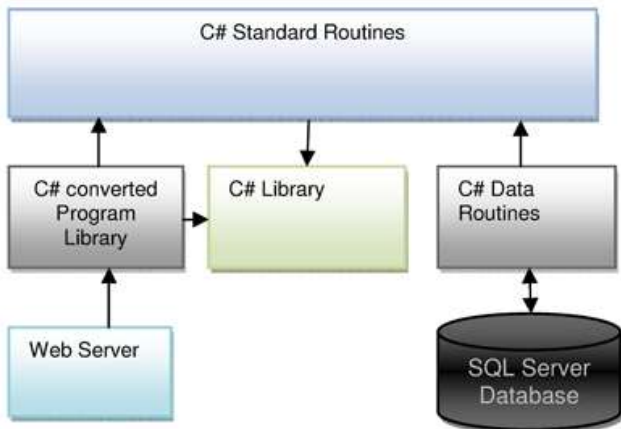 C# Standard Routines
C# converted
Program
Library
C# Library
C# Data
Routines
Web Server
SQL Server
Database